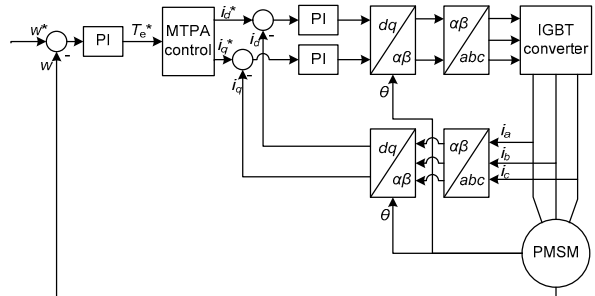 w*
-
w
PI
Te*
MTPA
control
id*
iq*
id
-
iq
-
PI
PI
dq
αβ
θ
αβ
abc
IGBT
converter
dq
αβ
θ
αβ
abc
ia
ib
ic
PMSM